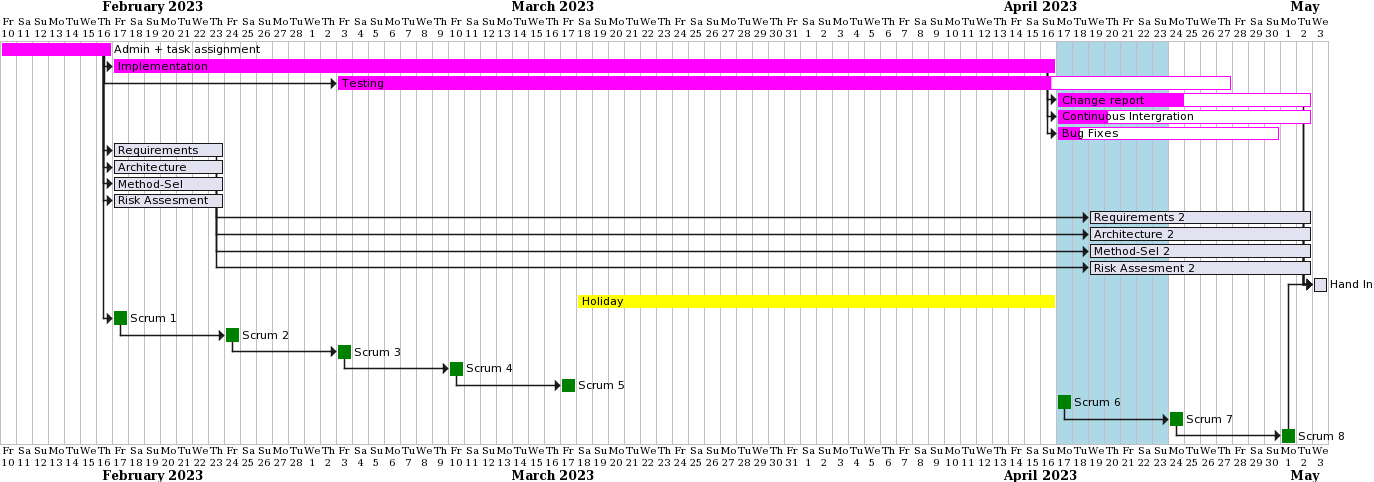 February 2023 March 2023 April 2023 May
Fr Sa Su Mo Tu We Th Fr Sa Su Mo Tu We Th Fr Sa Su Mo Tu We Th Fr Sa Su Mo Tu We Th Fr Sa Su Mo Tu We Th Fr Sa Su Mo Tu We Th Fr Sa Su Mo Tu We Th Fr Sa Su Mo Tu We Th Fr Sa Su Mo Tu We Th Fr Sa Su Mo Tu We Th Fr Sa Su Mo Tu We Th Fr Sa Su Mo Tu We
10 11 12 13 14 15 16 17 18 19 20 21 22 23 24 25 26 27 28 1 2 3 4 5 6 7 8 9 10 11 12 13 14 15 16 17 18 19 20 21 22 23 24 25 26 27 28 29 30 31 1 2 3 4 5 6 7 8 9 10 11 12 13 14 15 16 17 18 19 20 21 22 23 24 25 26 27 28 29 30 1 2 3
Admin + task assignment
Implementation
Testing
Change report
Continuous Intergration
Bug Fixes
Requirements
Architecture
Method-Sel
Risk Assesment
Requirements 2
Architecture 2
Method-Sel 2
Risk Assesment 2
Hand In
Holiday
Scrum 1
Scrum 2
Scrum 3
Scrum 4
Scrum 5
Scrum 6
Scrum 7
Scrum 8
Fr Sa Su Mo Tu We Th Fr Sa Su Mo Tu We Th Fr Sa Su Mo Tu We Th Fr Sa Su Mo Tu We Th Fr Sa Su Mo Tu We Th Fr Sa Su Mo Tu We Th Fr Sa Su Mo Tu We Th Fr Sa Su Mo Tu We Th Fr Sa Su Mo Tu We Th Fr Sa Su Mo Tu We Th Fr Sa Su Mo Tu We Th Fr Sa Su Mo Tu We
10 11 12 13 14 15 16 17 18 19 20 21 22 23 24 25 26 27 28 1 2 3 4 5 6 7 8 9 10 11 12 13 14 15 16 17 18 19 20 21 22 23 24 25 26 27 28 29 30 31 1 2 3 4 5 6 7 8 9 10 11 12 13 14 15 16 17 18 19 20 21 22 23 24 25 26 27 28 29 30 1 2 3
February 2023 March 2023 April 2023 May